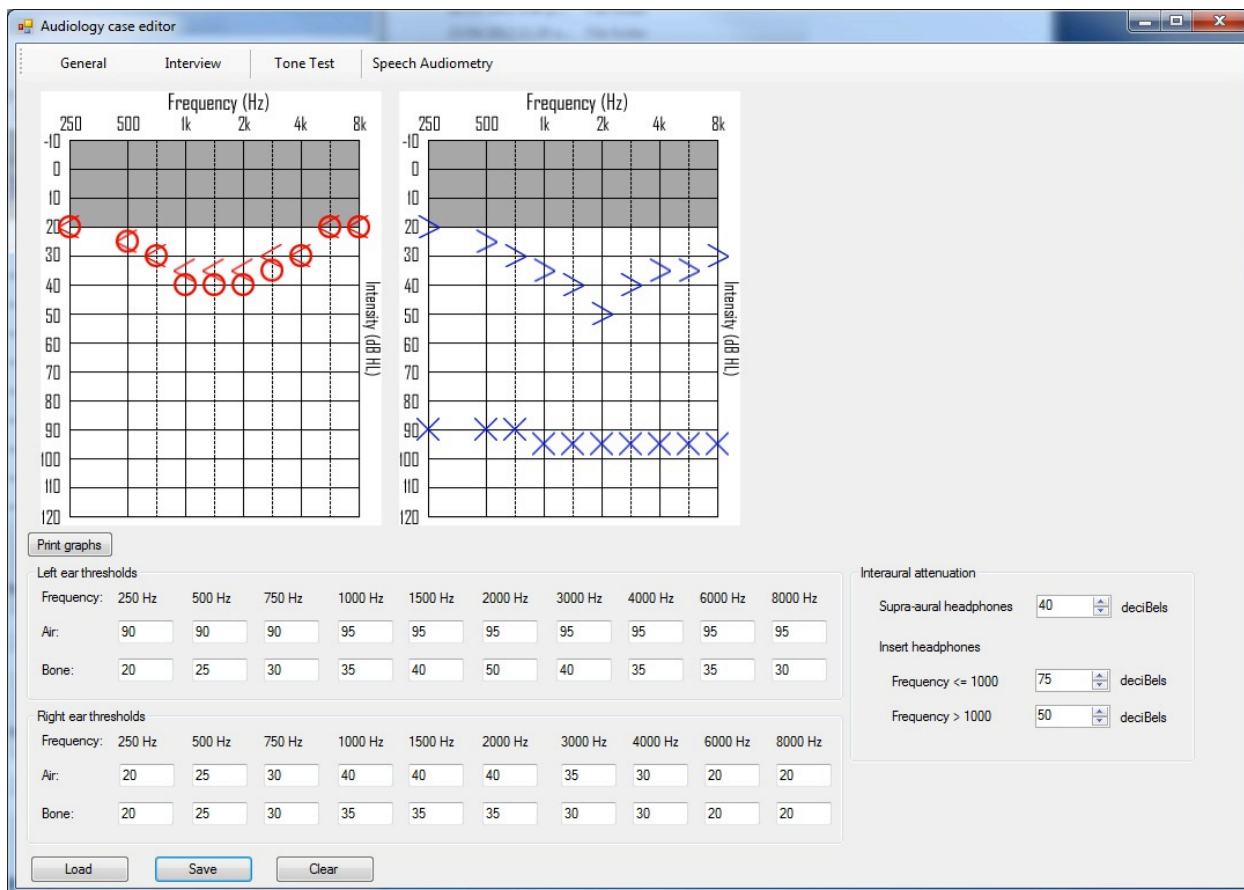 Audiology case editor
General Interview Tone Test Speech Audiometry
Frequency (Hz)
250 500 1k 2k 4k 8k
-10
0
10
20
30
40
50
60
70
80
90
100
110
120
Intensity (dB HL)
Frequency (Hz)
250 500 1k 2k 4k 8k
-10
0
10
20
30
40
50
60
70
80
90
100
110
120
Intensity (dB HL)
Print graphs
Left ear thresholds
Frequency: 250 Hz 500 Hz 750 Hz 1000 Hz 1500 Hz 2000 Hz 3000 Hz 4000 Hz 6000 Hz 8000 Hz
Air: 90 90 90 95 95 95 95 95 95 95
Bone: 20 25 30 35 40 50 40 35 35 30
Right ear thresholds
Frequency: 250 Hz 500 Hz 750 Hz 1000 Hz 1500 Hz 2000 Hz 3000 Hz 4000 Hz 6000 Hz 8000 Hz
Air: 20 25 30 40 40 40 35 30 20 20
Bone: 20 25 30 35 35 35 30 30 20 20
Interaural attenuation
Supra-aural headphones 40 deciBels
Insert headphones
Frequency <= 1000 75 deciBels
Frequency > 1000 50 deciBels
Load Save Clear